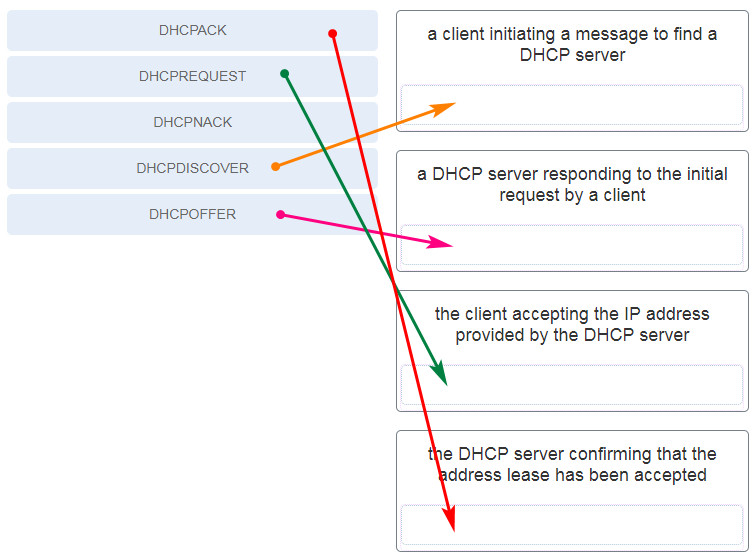 DHCPACK
DHCPREQUEST
DHCPNACK
DHCPDISCOVER
DHCPOFFER
a client initiating a message to find a
DHCP server
a DHCP server responding to the initial
request by a client
the client accepting the IP address
provided by the DHCP server
the DHCP server confirming that the
address lease has been accepted